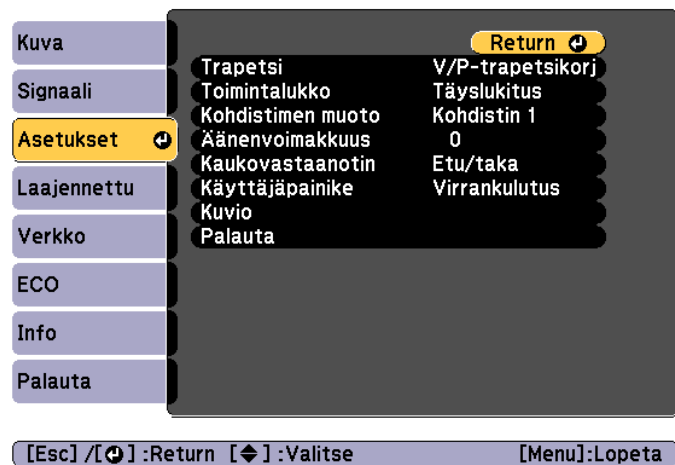 Kuva
Signaali
Asetukset
Laajennettu
Verkko
ECO
Info
Palauta
Return
Trapetsi V/P-trapetsikorj
Toimintalukko Täyslukitus
Kohdistimen muoto Kohdistin 1
Äänenvoimakkuus 0
Kaukovastaanotin Etu/taka
Käyttäjäpainike Virrankulutus
Kuvio
Palauta
[Esc] /[⏎] :Return [◆] :Valitse [Menu]:Lopeta